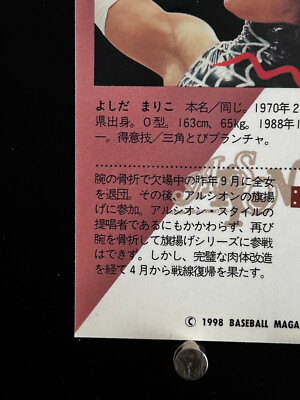 よしだ まりこ 本名／同じ。1970年2
県出身。O型。163cm、65kg。1988年1
ー。得意技／三角とびプランチャ。
腕の骨折で欠場中の昨年9月に全女
を退団。その後、アルシオンの旗揚
げに参加。アルシオン・スタイルの
提唱者であるにもかかわらず、再び
腕を骨折して旗揚げシリーズに参戦
はできず。しかし、完璧な肉体改造
を経て4月から戦線復帰を果たす。
© 1998 BASEBALL MAGA